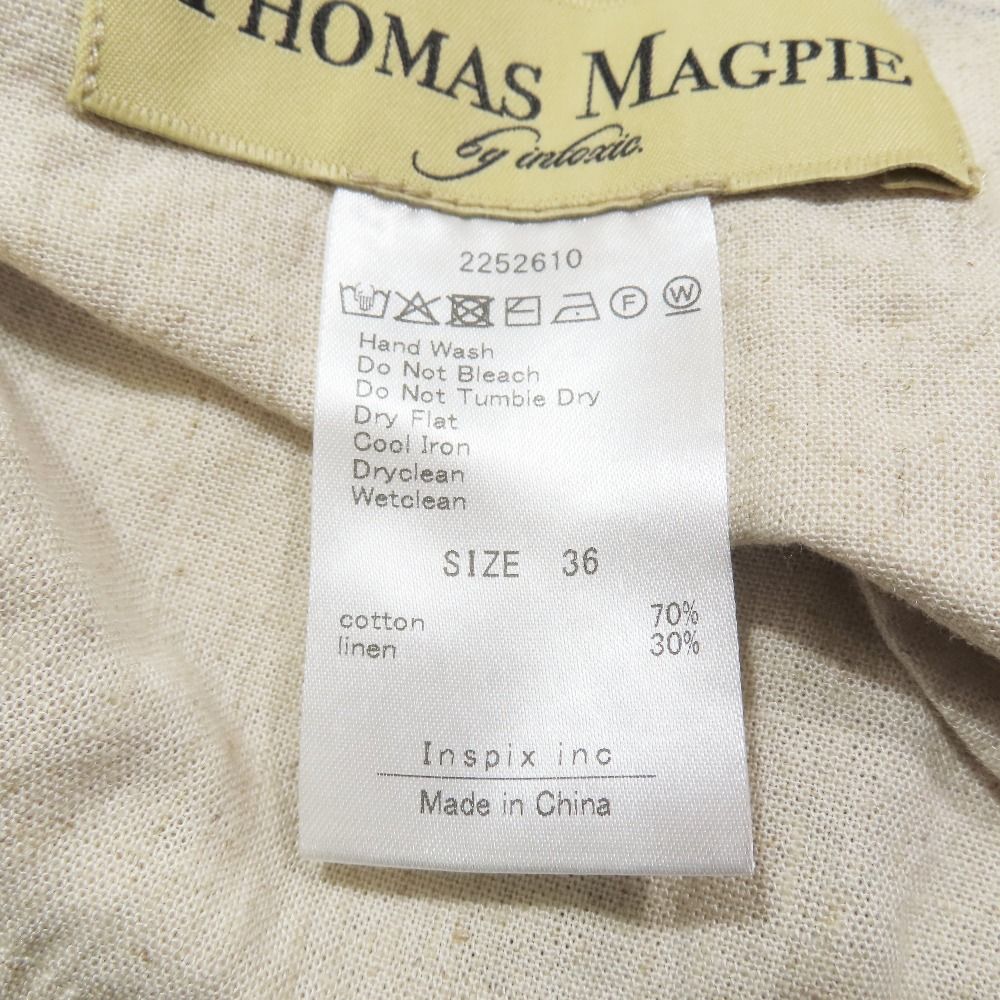 THOMAS MAGPIE
by intoxic.
2252610
F W
Hand Wash
Do Not Bleach
Do Not Tumble Dry
Dry Flat
Cool Iron
Dryclean
Wetclean
SIZE 36
cotton 70%
linen 30%
Inspix inc
Made in China